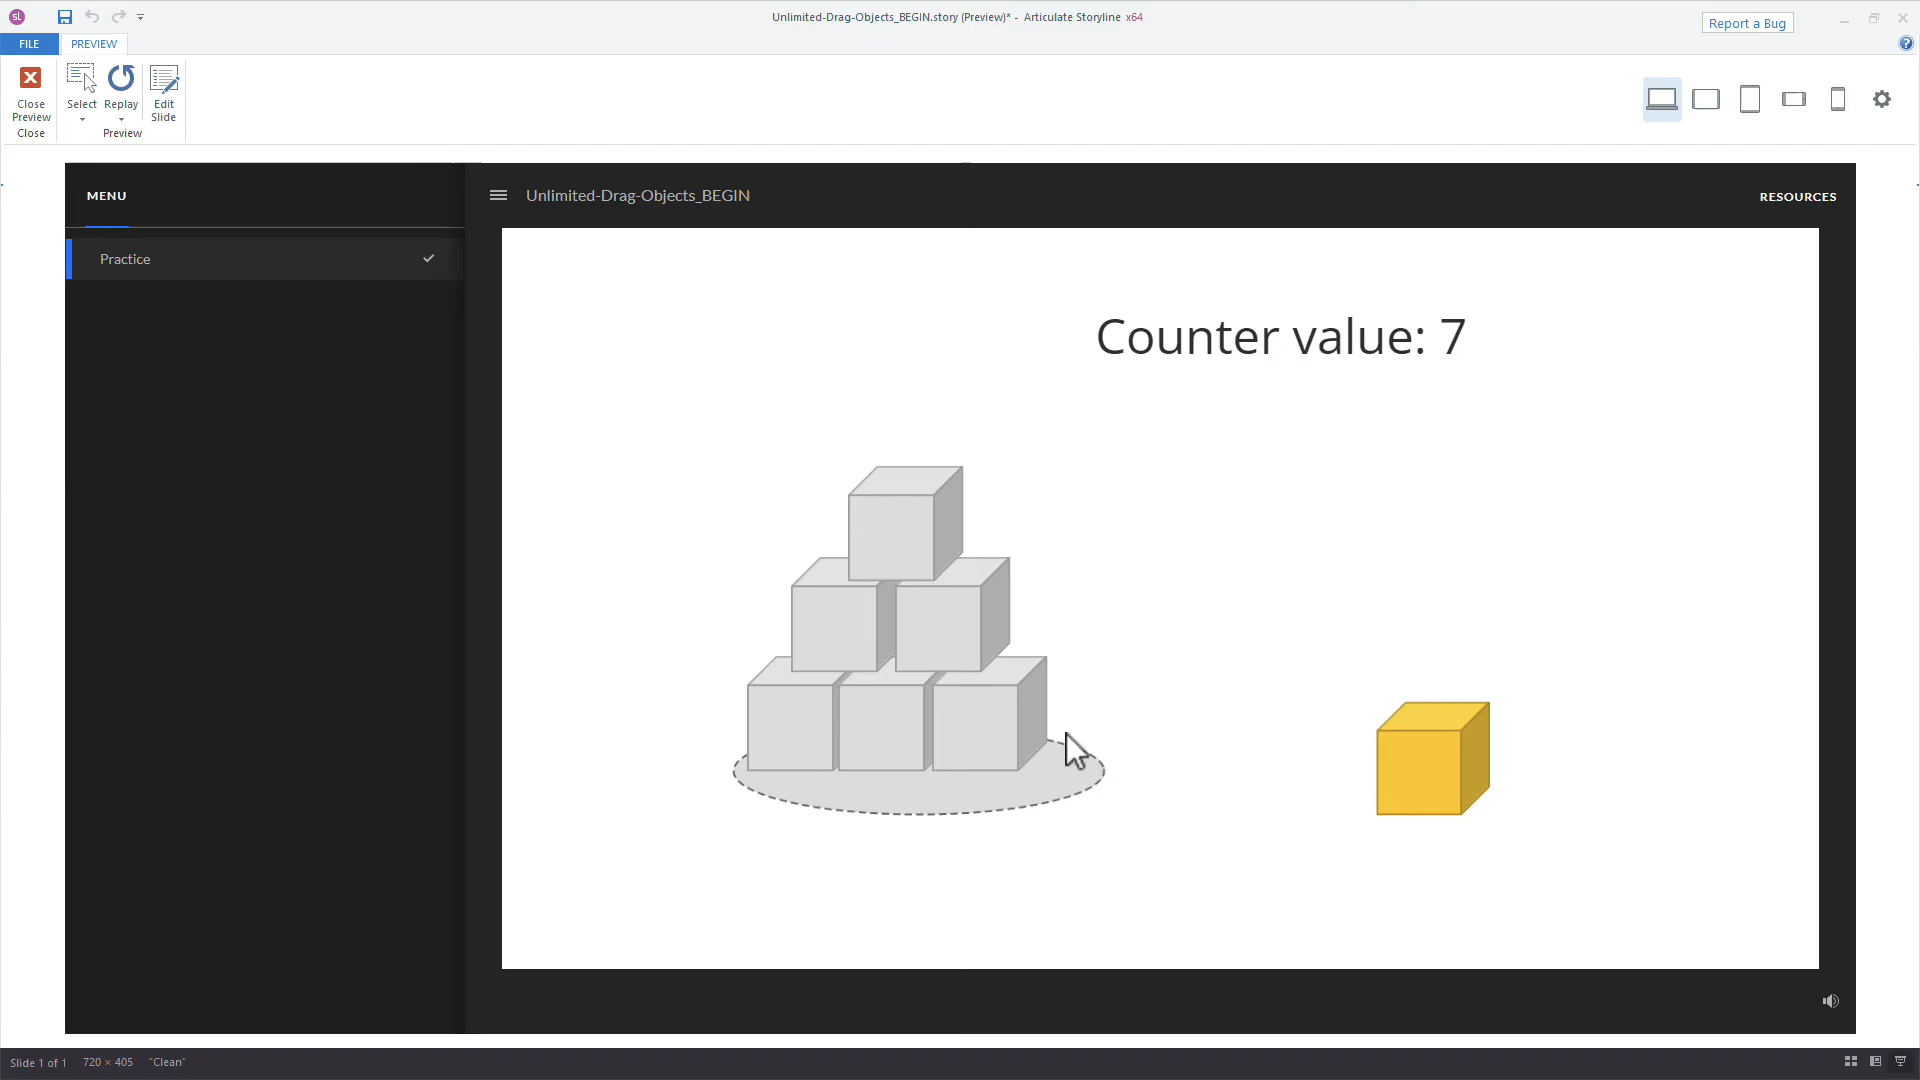 sl
Unlimited-Drag-Objects_BEGIN.story (Preview)* - Articulate Storyline x64
Report a Bug
FILE
PREVIEW
?
Close Preview
Select
Replay
Edit Slide
Close
Preview
MENU
Unlimited-Drag-Objects_BEGIN
RESOURCES
Practice
Counter value: 7
Slide 1 of 1
720 × 405
"Clean"